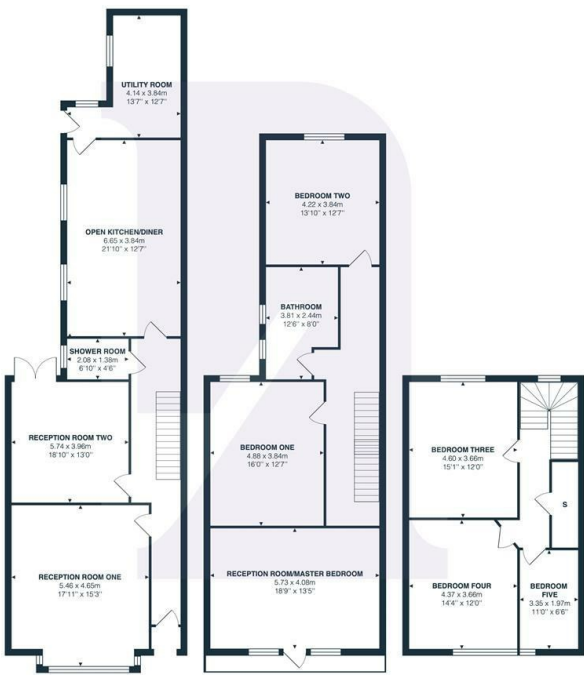 UTILITY ROOM
4.14 x 3.84m
13'7" x 12'7"
OPEN KITCHEN/DINER
6.65 x 3.84m
21'10" x 12'7"
SHOWER ROOM
2.08 x 1.38m
6'10" x 4'6"
RECEPTION ROOM TWO
5.74 x 3.96m
18'10" x 13'0"
RECEPTION ROOM ONE
5.46 x 4.65m
17'11" x 15'3"
BEDROOM TWO
4.22 x 3.84m
13'10" x 12'7"
BATHROOM
3.81 x 2.44m
12'6" x 8'0"
BEDROOM ONE
4.88 x 3.84m
16'0" x 12'7"
RECEPTION ROOM/MASTER BEDROOM
5.73 x 4.08m
18'9" x 13'5"
BEDROOM THREE
4.60 x 3.66m
15'1" x 12'0"
S
BEDROOM FOUR
4.37 x 3.66m
14'4" x 12'0"
BEDROOM
FIVE
3.35 x 1.97m
11'0" x 6'6"